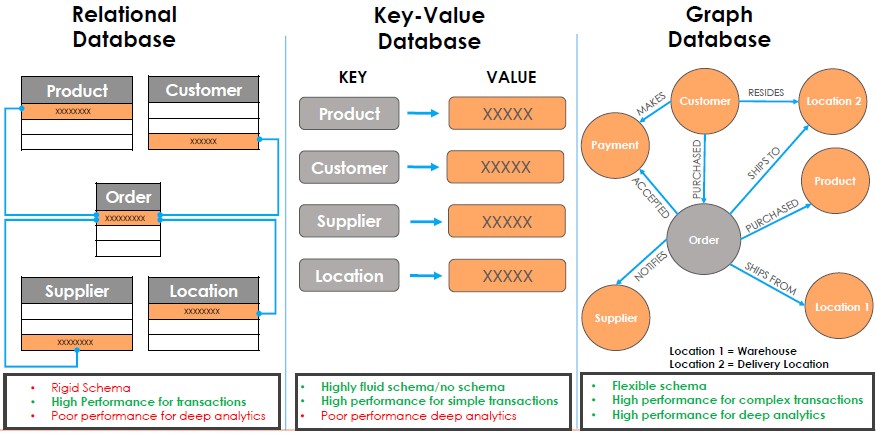 Relational
Database
Product
XXXXXXXX
Customer
XXXXXX
Order
XXXXXXXXX
Supplier
XXXXXXXX
Location
XXXXXXXX
• Rigid Schema
• High Performance for transactions
• Poor performance for deep analytics
Key-Value
Database
KEY VALUE
Product XXXXX
Customer XXXXX
Supplier XXXXX
Location XXXXX
• Highly fluid schema/no schema
• High performance for simple transactions
• Poor performance deep analytics
Graph
Database
Customer
RESIDES
Location 2
MAKES
Payment
PURCHASED
SHIPS TO
Product
ACCEPTED
PURCHASED
Order
NOTIFIES
SHIPS FROM
Supplier
Location 1
Location 1 = Warehouse
Location 2 = Delivery Location
• Flexible schema
• High performance for complex transactions
• High performance for deep analytics